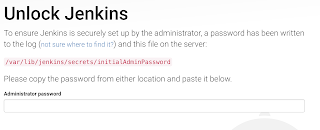 Unlock Jenkins
To ensure Jenkins is securely set up by the administrator, a password has been written
to the log (not sure where to find it?) and this file on the server:
/var/lib/jenkins/secrets/initialAdminPassword
Please copy the password from either location and paste it below.
Administrator password